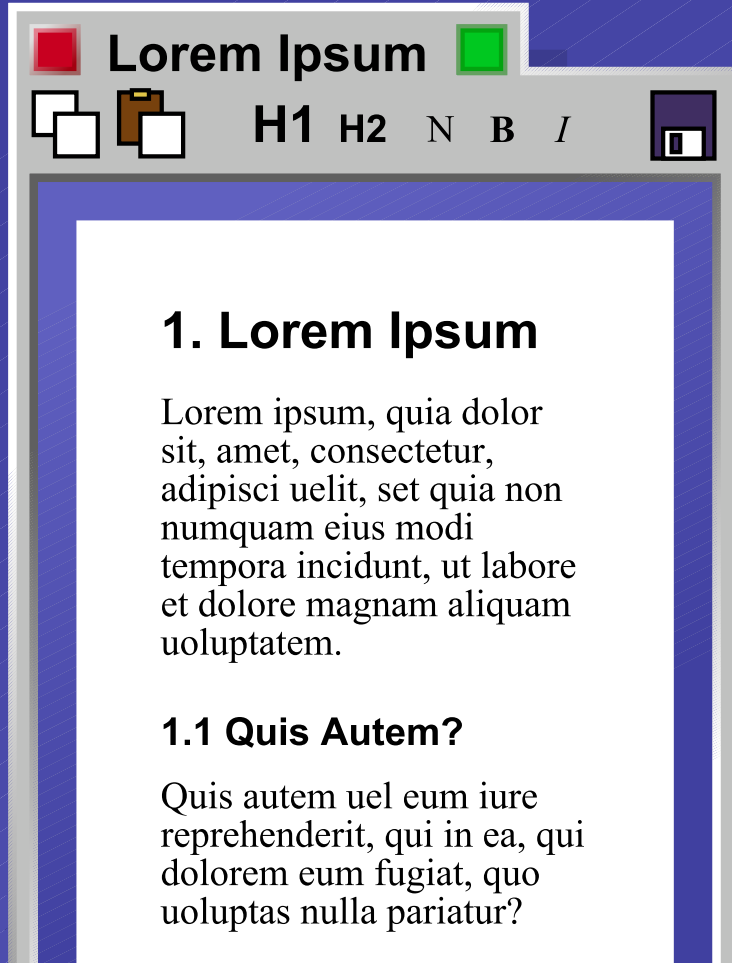 Lorem Ipsum
H1 H2 N B I
1. Lorem Ipsum
Lorem ipsum, quia dolor
sit, amet, consectetur,
adipisci uelit, set quia non
numquam eius modi
tempora incidunt, ut labore
et dolore magnam aliquam
uoluptatem.
1.1 Quis Autem?
Quis autem uel eum iure
reprehenderit, qui in ea, qui
dolorem eum fugiat, quo
uoluptas nulla pariatur?